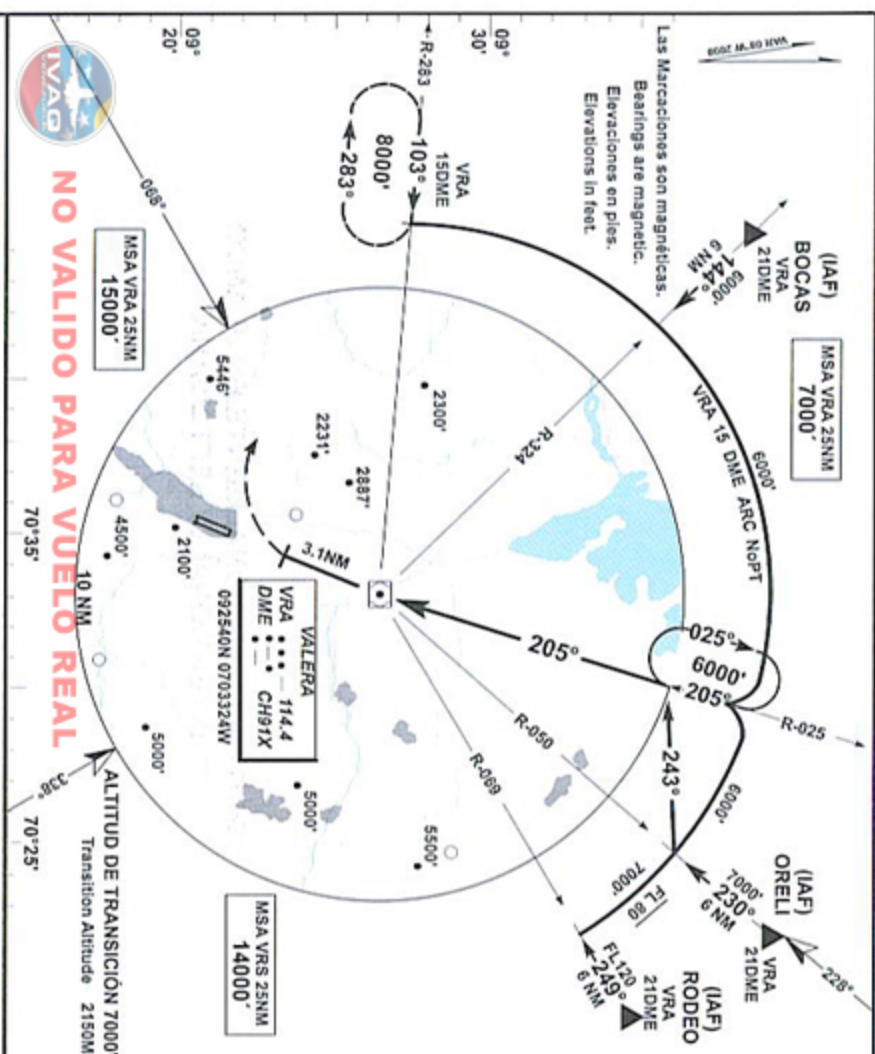 VAR 08°W 2008
Las Marcaciones son magnéticas.
Bearings are magnetic.
Elevaciones en pies.
Elevations in feet.
09°
30'
09°
20'
(IAF)
BOCAS
VRA
21DME
6000'
144°
6 NM
MSA VRA 25NM
7000'
R-283
103°
8000'
283°
VRA
15DME
VRA 15 DME ARC NoPT
6000'
R-324
025°
6000'
205°
R-025
6000'
243°
205°
R-050
R-069
(IAF)
ORELI
VRA
21DME
7000'
230°
6 NM
228°
7000'
FL 80
(IAF)
RODEO
VRA
21DME
FL120
249°
6 NM
2300'
2887'
2231'
5446'
3.1NM
VALERA
VRA ••• – 114.4
DME •–• •– CH91X
092540N 0703324W
2100'
4500'
10 NM
5000'
5000'
5500'
068°
MSA VRA 25NM
15000'
MSA VRS 25NM
14000'
338°
70°35'
70°25'
ALTITUD DE TRANSICIÓN 7000'
Transition Altitude 2150M
IVAO
NO VALIDO PARA VUELO REAL